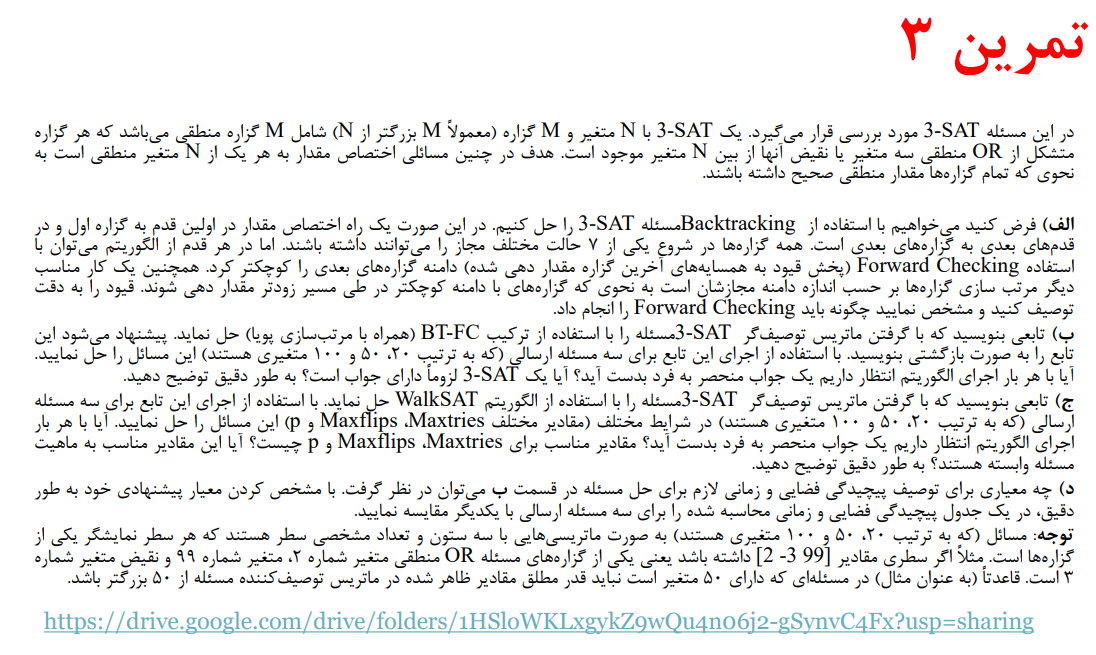 تمرین ۳
در این مسئله 3-SAT مورد بررسی قرار می‌گیرد. یک 3-SAT با N متغیر و M گزاره (معمولاً M بزرگتر از N) شامل M گزاره منطقی می‌باشد که هر گزاره
متشکل از OR منطقی سه متغیر یا نقیض آنها از بین N متغیر موجود است. هدف در چنین مسائلی اختصاص مقدار به هر یک از N متغیر منطقی است به
نحوی که تمام گزاره‌ها مقدار منطقی صحیح داشته باشند.
الف) فرض کنید می‌خواهیم با استفاده از Backtracking مسئله 3-SAT را حل کنیم. در این صورت یک راه اختصاص مقدار در اولین قدم به گزاره اول و در
قدم‌های بعدی به گزاره‌های بعدی است. همه گزاره‌ها در شروع یکی از ۷ حالت مختلف مجاز را می‌توانند داشته باشند. اما در هر قدم از الگوریتم می‌توان با
استفاده Forward Checking (پخش قیود به همسایه‌های آخرین گزاره مقدار دهی شده) دامنه گزاره‌های بعدی را کوچکتر کرد. همچنین یک کار مناسب
دیگر مرتب سازی گزاره‌ها بر حسب اندازه دامنه مجازشان است به نحوی که گزاره‌های با دامنه کوچکتر در طی مسیر زودتر مقدار دهی شوند. قیود را به دقت
توصیف کنید و مشخص نمایید چگونه باید Forward Checking را انجام داد.
ب) تابعی بنویسید که با گرفتن ماتریس توصیف‌گر 3-SAT مسئله را با استفاده از ترکیب BT-FC (همراه با مرتب‌سازی پویا) حل نماید. پیشنهاد می‌شود این
تابع را به صورت بازگشتی بنویسید. با استفاده از اجرای این تابع برای سه مسئله ارسالی (که به ترتیب ۲۰، ۵۰ و ۱۰۰ متغیری هستند) این مسائل را حل نمایید.
آیا با هر بار اجرای الگوریتم انتظار داریم یک جواب منحصر به فرد بدست آید؟ آیا یک 3-SAT لزوماً دارای جواب است؟ به طور دقیق توضیح دهید.
ج) تابعی بنویسید که با گرفتن ماتریس توصیف‌گر 3-SAT مسئله را با استفاده از الگوریتم WalkSAT حل نماید. با استفاده از اجرای این تابع برای سه مسئله
ارسالی (که به ترتیب ۲۰، ۵۰ و ۱۰۰ متغیری هستند) در شرایط مختلف (مقادیر مختلف Maxtries، Maxflips و p) این مسائل را حل نمایید. آیا با هر بار
اجرای الگوریتم انتظار داریم یک جواب منحصر به فرد بدست آید؟ مقادیر مناسب برای Maxtries، Maxflips و p چیست؟ آیا این مقادیر مناسب به ماهیت
مسئله وابسته هستند؟ به طور دقیق توضیح دهید.
د) چه معیاری برای توصیف پیچیدگی فضایی و زمانی لازم برای حل مسئله در قسمت ب می‌توان در نظر گرفت. با مشخص کردن معیار پیشنهادی خود به طور
دقیق، در یک جدول پیچیدگی فضایی و زمانی محاسبه شده را برای سه مسئله ارسالی با یکدیگر مقایسه نمایید.
توجه: مسائل (که به ترتیب ۲۰، ۵۰ و ۱۰۰ متغیری هستند) به صورت ماتریس‌هایی با سه ستون و تعداد مشخصی سطر هستند که هر سطر نمایشگر یکی از
گزاره‌ها است. مثلاً اگر سطری مقادیر [99 3- 2] داشته باشد یعنی یکی از گزاره‌های مسئله OR منطقی متغیر شماره ۲، متغیر شماره ۹۹ و نقیض متغیر شماره
۳ است. قاعدتاً (به عنوان مثال) در مسئله‌ای که دارای ۵۰ متغیر است نباید قدر مطلق مقادیر ظاهر شده در ماتریس توصیف‌کننده مسئله از ۵۰ بزرگتر باشد.
https://drive.google.com/drive/folders/1HSloWKLxgykZ9wQu4n06j2-gSynvC4Fx?usp=sharing